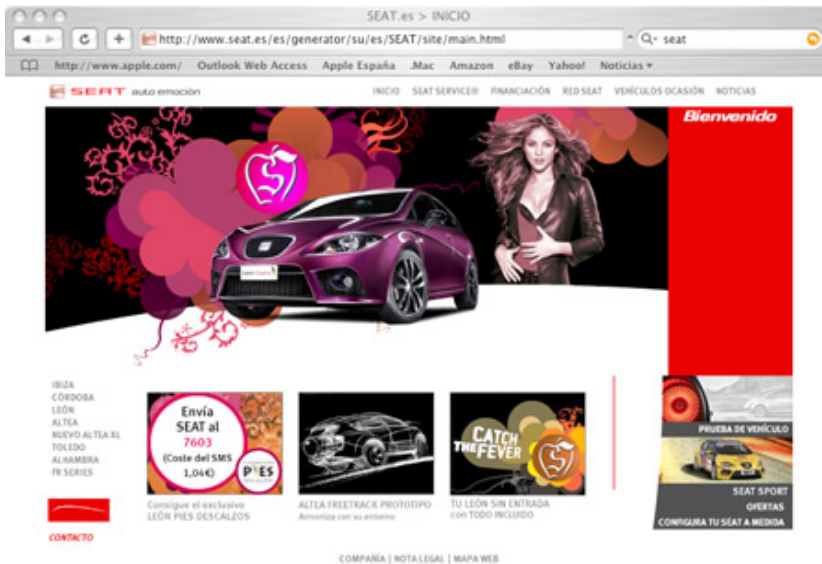 SEAT.es > INICIO
http://www.seat.es/es/generator/su/es/SEAT/site/main.html
seat
http://www.apple.com/ Outlook Web Access Apple España .Mac Amazon eBay Yahoo! Noticias
SEAT auto emoción
INICIO SEAT SERVICE® FINANCIACIÓN RED SEAT VEHÍCULOS OCASIÓN NOTICIAS
Bienvenido
IBIZA
CÓRDOBA
LEÓN
ALTEA
NUEVO ALTEA XL
TOLEDO
ALHAMBRA
FR SERIES
CONTACTO
Envía
SEAT al
7603
(Coste del SMS
1,04€)
PIES
Consigue el exclusivo
LEÓN PIES DESCALZOS
ALTEA FREETRACK PROTOTIPO
Armoniza con su entorno
CATCH
THE FEVER
TU LEÓN SIN ENTRADA
con TODO INCLUIDO
PRUEBA DE VEHÍCULO
SEAT SPORT
OFERTAS
CONFIGURA TU SEAT A MEDIDA
COMPAÑÍA | NOTA LEGAL | MAPA WEB